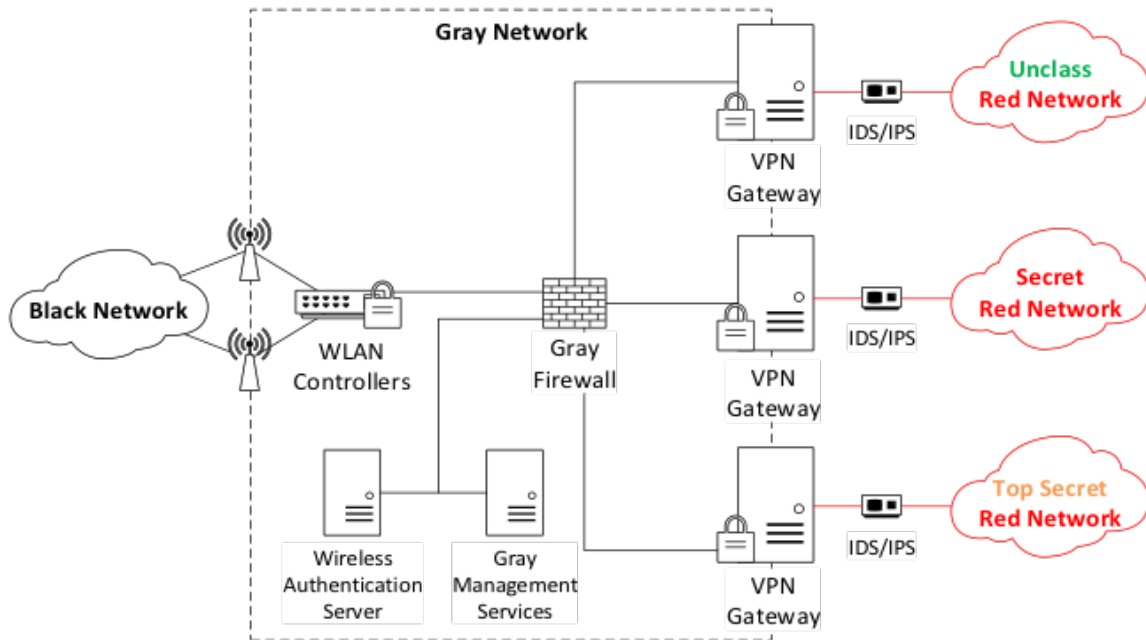 Gray Network
Unclass
Red Network
IDS/IPS
VPN
Gateway
Black Network
WLAN
Controllers
Gray
Firewall
Secret
Red Network
IDS/IPS
VPN
Gateway
Wireless
Authentication
Server
Gray
Management
Services
Top Secret
Red Network
IDS/IPS
VPN
Gateway